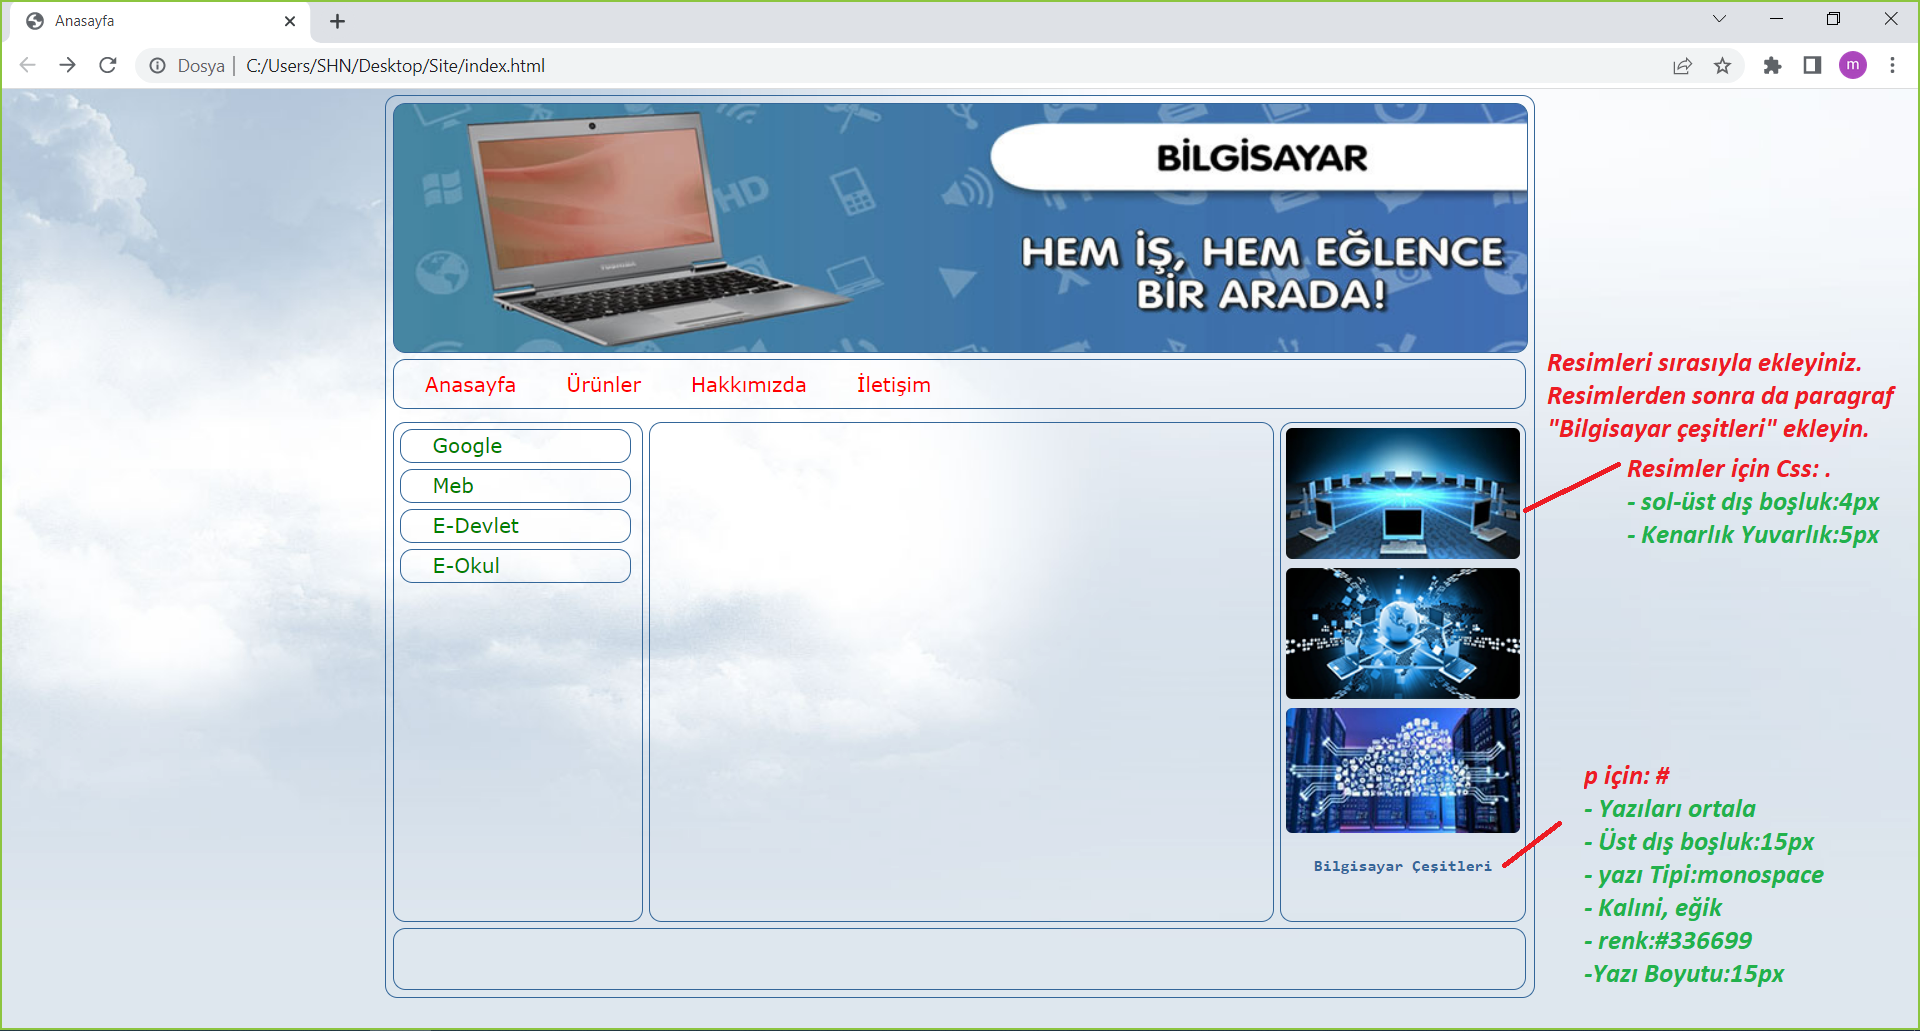 Anasayfa
Dosya | C:/Users/SHN/Desktop/Site/index.html
m
BİLGİSAYAR
HD
HEM İŞ, HEM EĞLENCE
BİR ARADA!
TOSHIBA
Anasayfa Ürünler Hakkımızda İletişim
Google
Meb
E-Devlet
E-Okul
Resimleri sırasıyla ekleyiniz.
Resimlerden sonra da paragraf
"Bilgisayar çeşitleri" ekleyin.
Resimler için Css: .
- sol-üst dış boşluk:4px
- Kenarlık Yuvarlık:5px
Bilgisayar Çeşitleri
p için: #
- Yazıları ortala
- Üst dış boşluk:15px
- yazı Tipi:monospace
- Kalıni, eğik
- renk:#336699
-Yazı Boyutu:15px